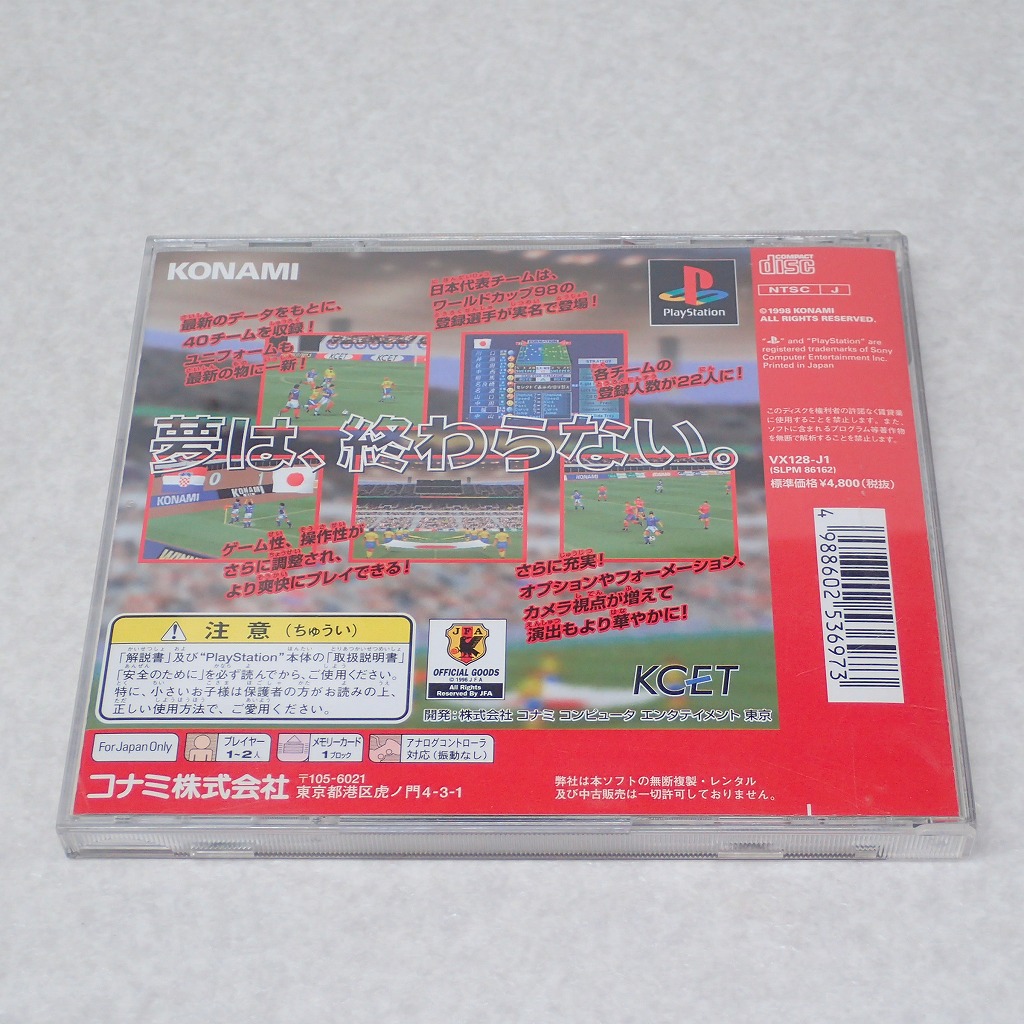 KONAMI
最新のデータをもとに、
40チームを収録!
ユニフォームも
最新の物に一新!
日本代表チームは、
ワールドカップ98の
登録選手が実名で登場!
PlayStation
COMPACT
disc
NTSC J
©1998 KONAMI
ALL RIGHTS RESERVED.
" " and "PlayStation" are
registered trademarks of Sony
Computer Entertainment Inc.
Printed in Japan
KCET
KONAMI
各チームの
登録人数が22人に!
このディスクを権利者の許諾なく賃貸業
に使用することを禁止します。また、
ソフトに含まれるプログラム等著作物
を無断で解析することを禁止します。
夢は、終わらない。
VX128-J1
(SLPM 86162)
標準価格¥4,800(税抜)
0 1
KONAMI
KONAMI
ゲーム性、操作性が
さらに調整され、
より爽快にプレイできる!
さらに充実!
オプションやフォーメーション、
カメラ視点が増えて
演出もより華やかに!
4 988602 536973
注意(ちゅうい)
「解説書」及び"PlayStation"本体の「取扱説明書」
「安全のために」を必ず読んでから、ご使用ください。
特に、小さいお子様は保護者の方がお読みの上、
正しい使用方法で、ご愛用ください。
JFA
OFFICIAL GOODS
©1996 JFA
All Rights
Reserved By JFA
KCET
開発:株式会社 コナミ コンピュータ エンタテイメント 東京
For Japan Only
プレイヤー
1~2人
メモリーカード
1ブロック
アナログコントローラ
対応(振動なし)
コナミ株式会社
〒105-6021
東京都港区虎ノ門4-3-1
弊社は本ソフトの無断複製・レンタル
及び中古販売は一切許可しておりません。